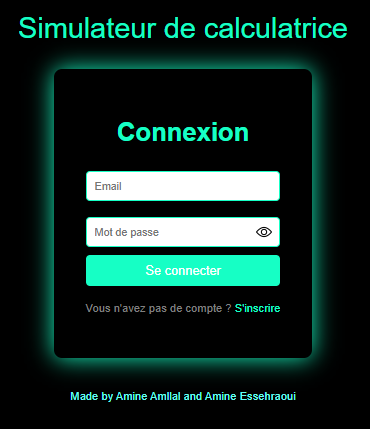 Simulateur de calculatrice
Connexion
Email
Mot de passe
Se connecter
Vous n'avez pas de compte ? S'inscrire
Made by Amine Amllal and Amine Essehraoui